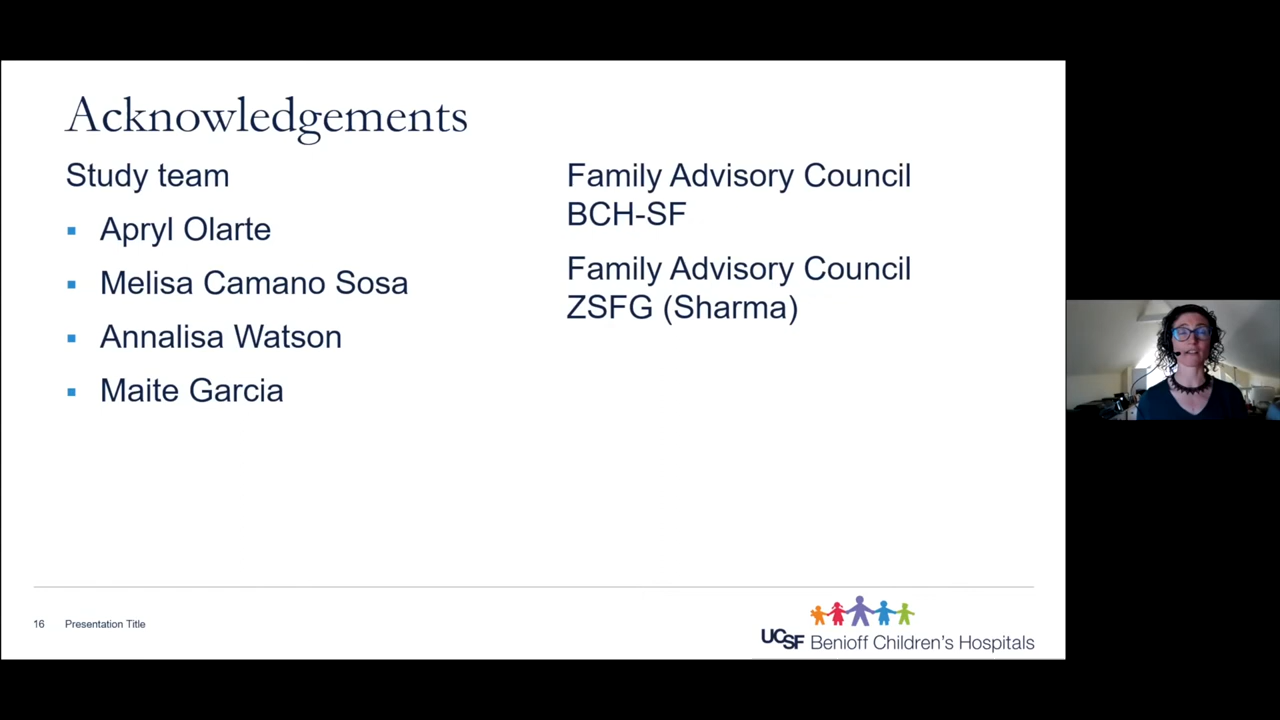 Acknowledgements
Study team
Apryl Olarte
Melisa Camano Sosa
Annalisa Watson
Maite Garcia
Family Advisory Council
BCH-SF
Family Advisory Council
ZSFG (Sharma)
16 Presentation Title
UCSF Benioff Children's Hospitals